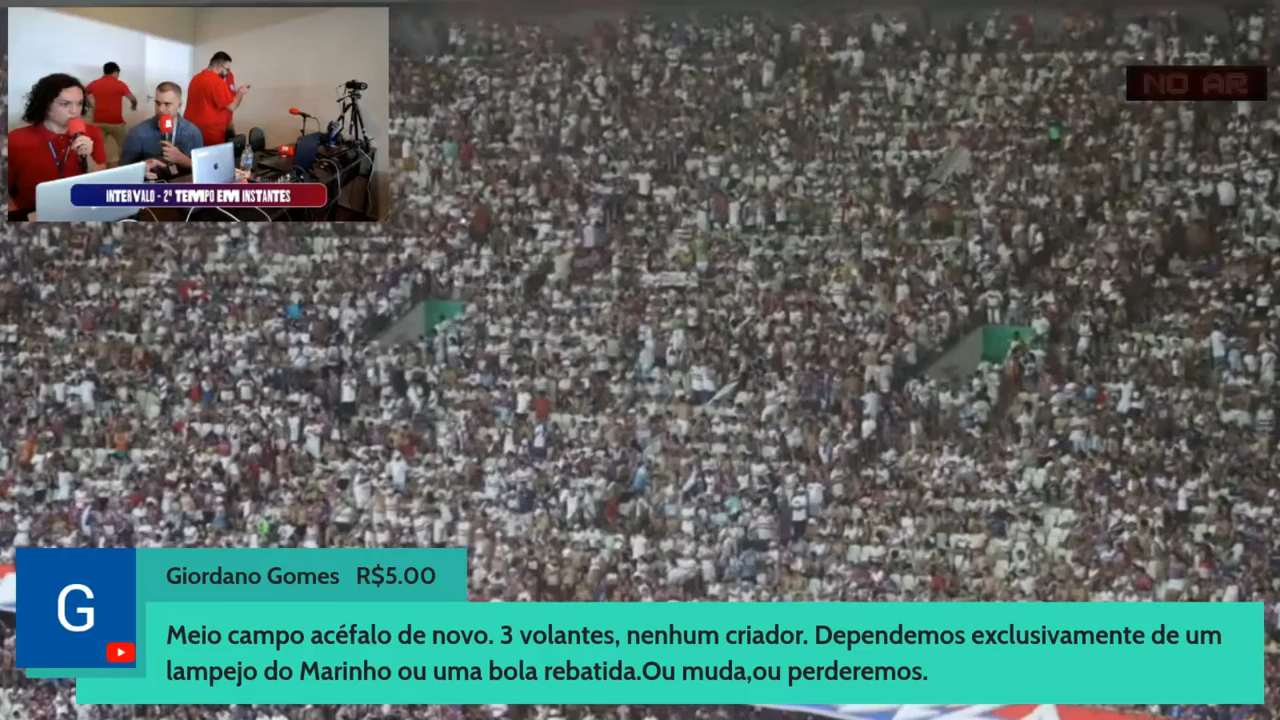 NO AR
INTERVALO - 2º TEMPO EM INSTANTES
G
Giordano Gomes R$5.00
Meio campo acéfalo de novo. 3 volantes, nenhum criador. Dependemos exclusivamente de um
lampejo do Marinho ou uma bola rebatida.Ou muda,ou perderemos.